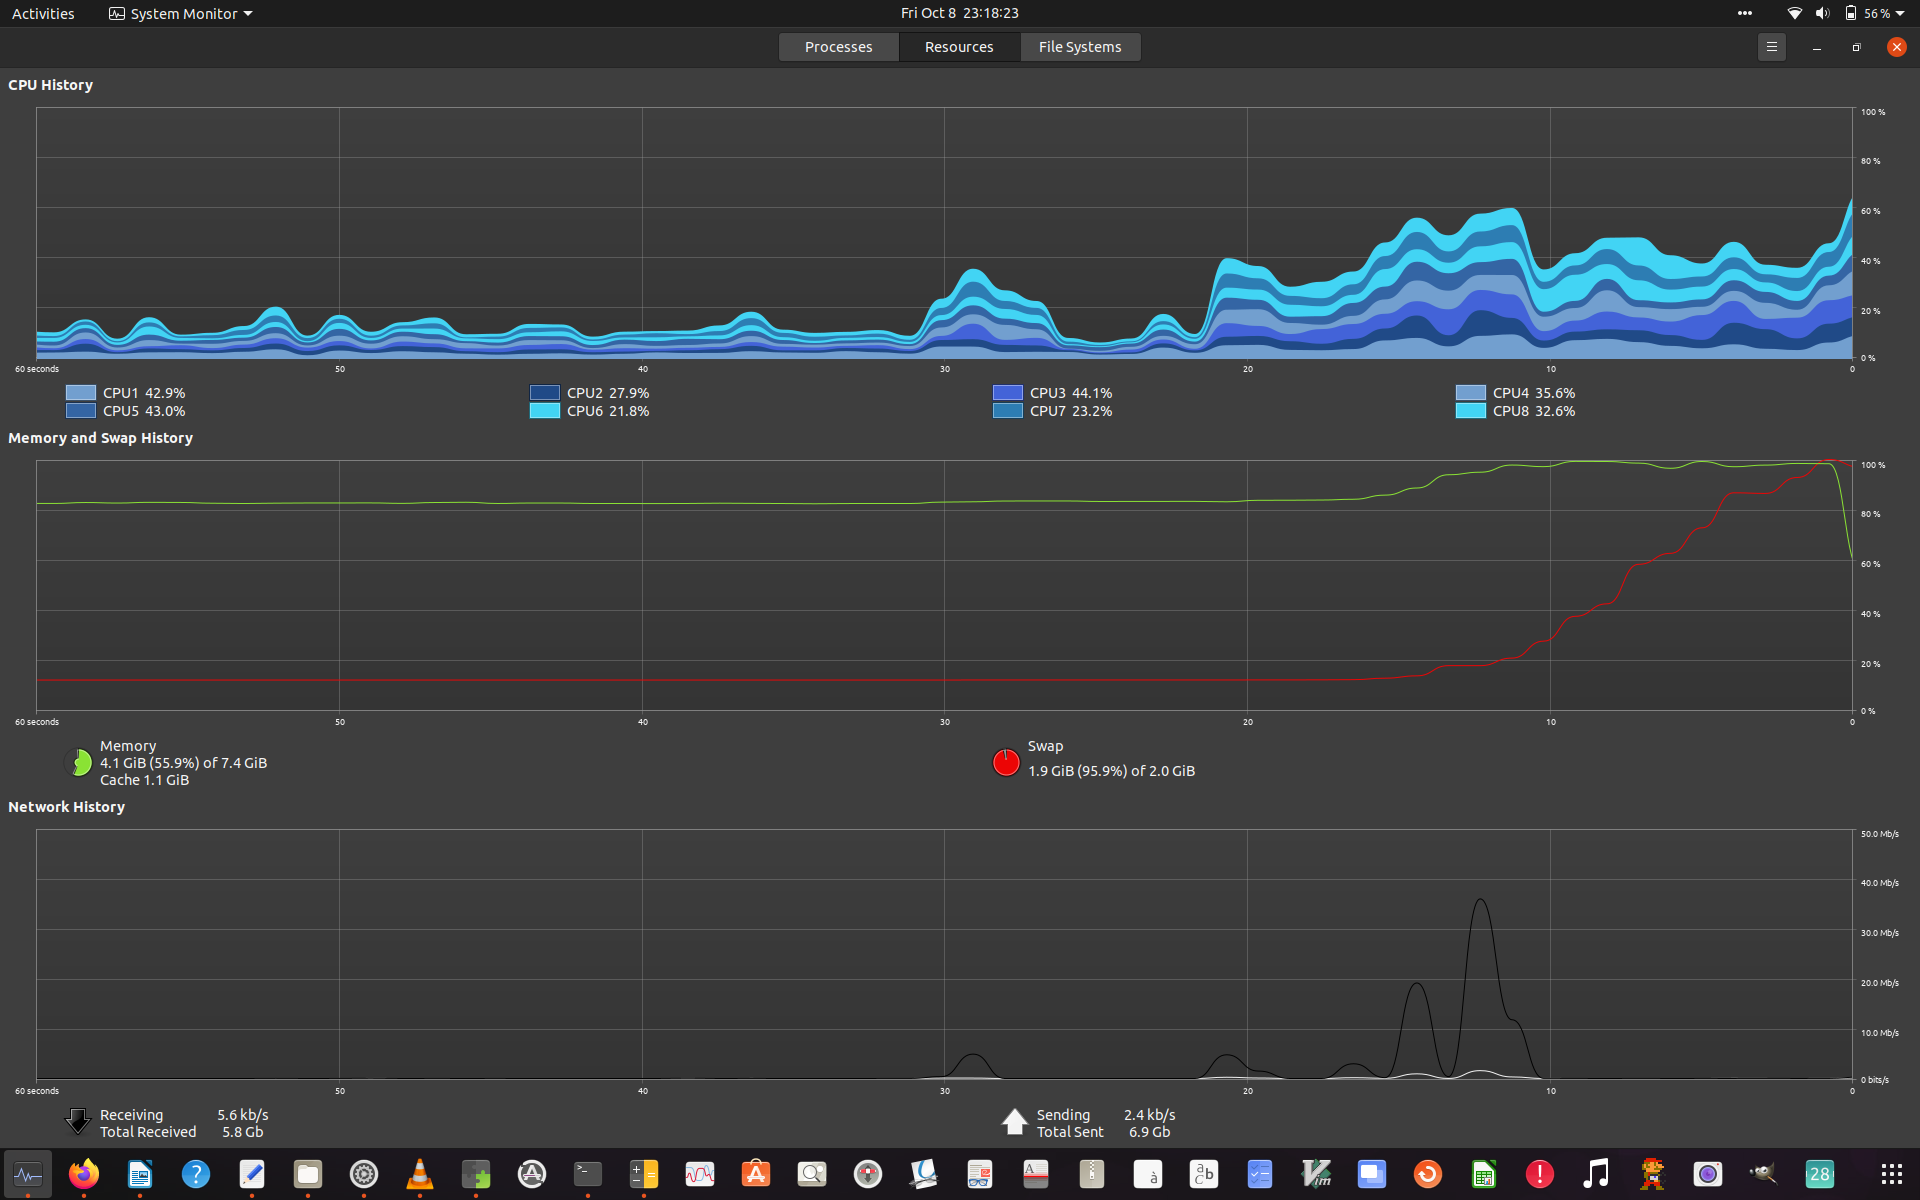 Activities System Monitor Fri Oct 8 23:18:23 56 %
Processes Resources File Systems
CPU History
100 %
80 %
60 %
40 %
20 %
0 %
60 seconds 50 40 30 20 10 0
CPU1 42.9% CPU2 27.9% CPU3 44.1% CPU4 35.6%
CPU5 43.0% CPU6 21.8% CPU7 23.2% CPU8 32.6%
Memory and Swap History
100 %
80 %
60 %
40 %
20 %
0 %
60 seconds 50 40 30 20 10 0
Memory
4.1 GiB (55.9%) of 7.4 GiB
Cache 1.1 GiB
Swap
1.9 GiB (95.9%) of 2.0 GiB
Network History
50.0 Mb/s
40.0 Mb/s
30.0 Mb/s
20.0 Mb/s
10.0 Mb/s
0 bits/s
60 seconds 50 40 30 20 10 0
Receiving 5.6 kb/s
Total Received 5.8 Gb
Sending 2.4 kb/s
Total Sent 6.9 Gb
? >_ A à ab c Vim ! 28